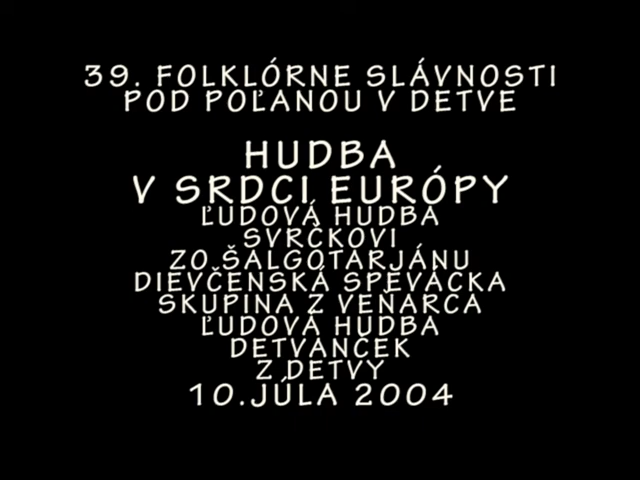 39. FOLKLÓRNE SLÁVNOSTI
POD POĽANOU V DETVE
HUDBA
V SRDCI EURÓPY
ĽUDOVÁ HUDBA
SVRČKOVI
ZO ŠALGOTARJÁNU
DIEVČENSKÁ SPEVÁCKA
SKUPINA Z VEŇARCA
ĽUDOVÁ HUDBA
DETVANČEK
Z DETVY
10.JÚLA 2004